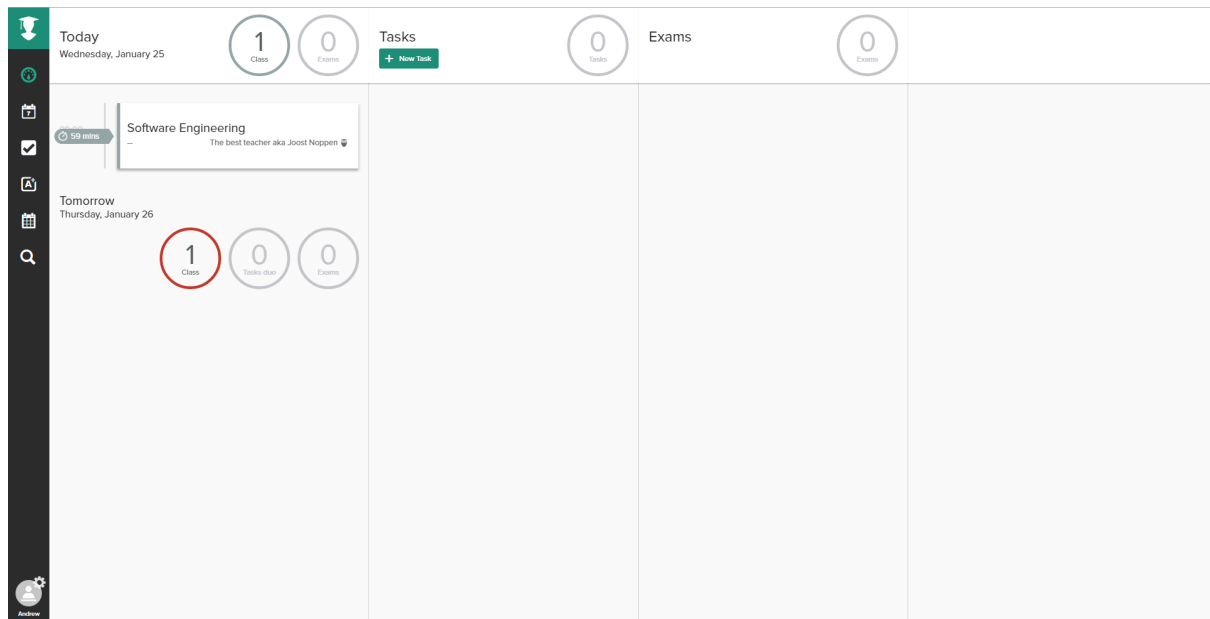 Today
Wednesday, January 25
1
Class
0
Exams
Tasks
+ New Task
0
Tasks
Exams
0
Exams
7
59 mins
Software Engineering
–
The best teacher aka Joost Noppen
A+
Tomorrow
Thursday, January 26
1
Class
0
Tasks due
0
Exams
Andrew